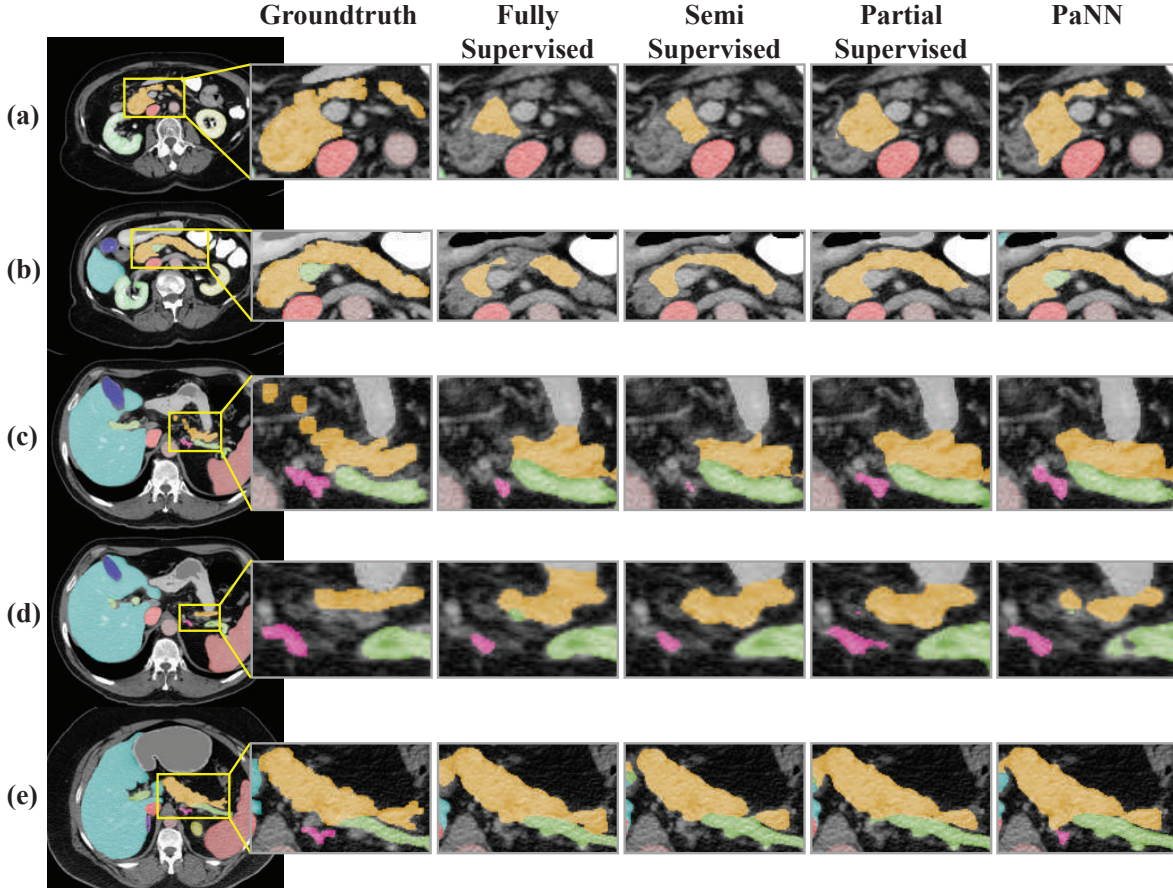 Groundtruth Fully Semi Partial PaNN
Supervised Supervised Supervised
(a)
(b)
(c)
(d)
(e)